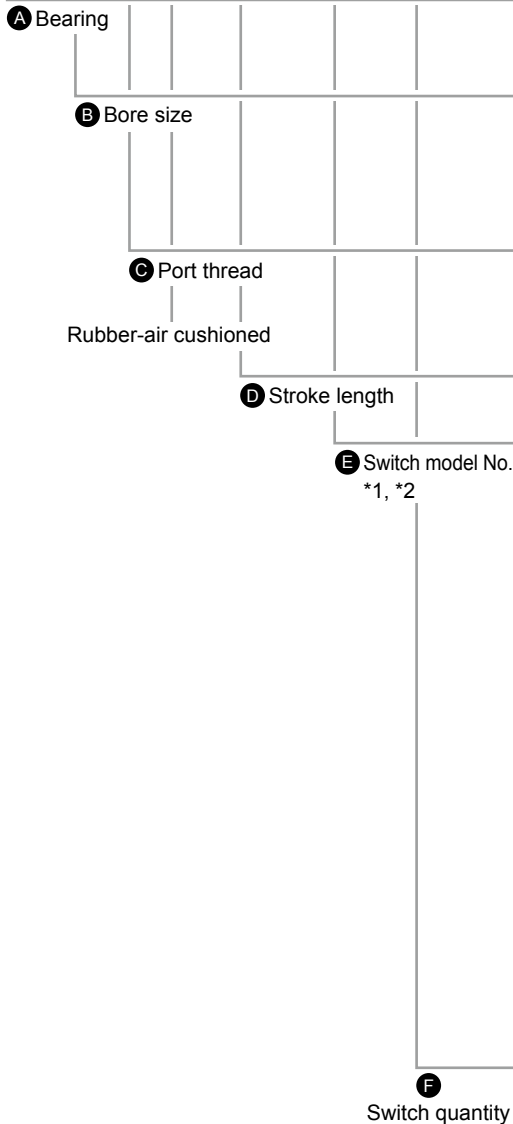 A Bearing
B Bore size
C Port thread
Rubber-air cushioned
D Stroke length
E Switch model No.
*1, *2
F
Switch quantity